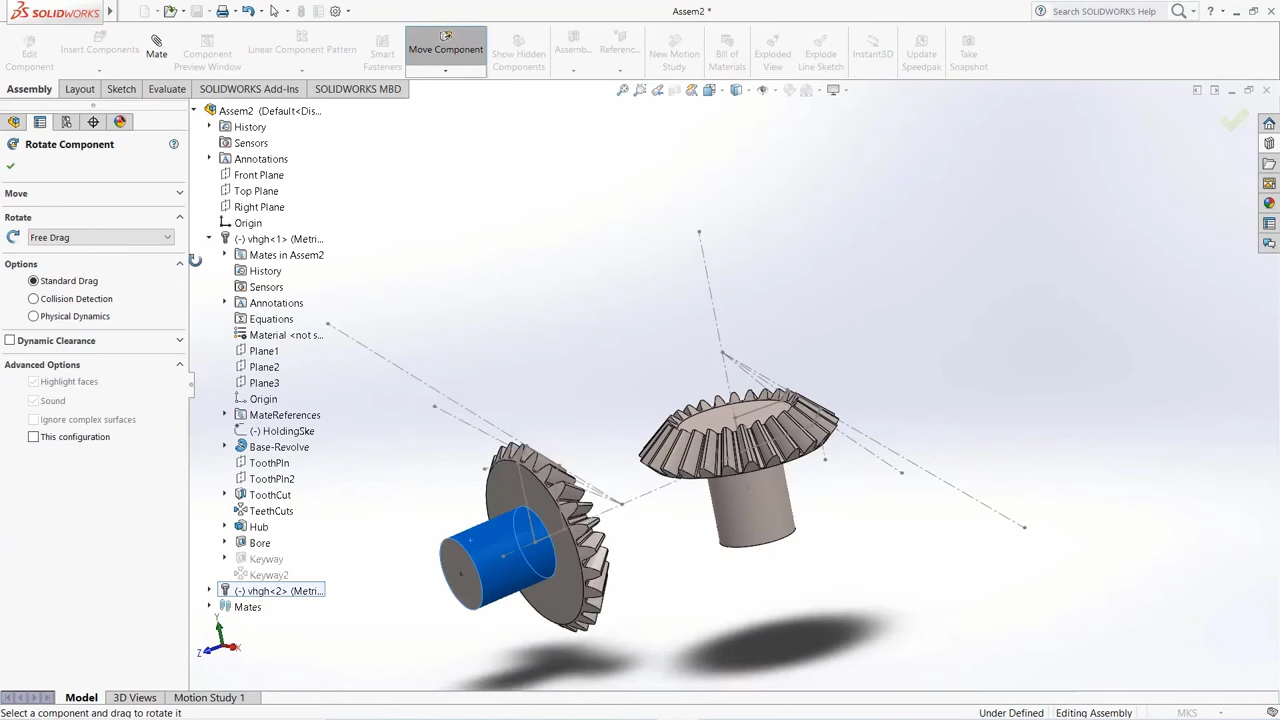 SOLIDWORKS
Assem2 *
Search SOLIDWORKS Help
Edit Component
Insert Components
Mate
Component Preview Window
Linear Component Pattern
Smart Fasteners
Move Component
Show Hidden Components
Assemb...
Referenc...
New Motion Study
Bill of Materials
Exploded View
Explode Line Sketch
Instant3D
Update Speedpak
Take Snapshot
Assembly
Layout
Sketch
Evaluate
SOLIDWORKS Add-Ins
SOLIDWORKS MBD
Rotate Component
?
Move
Rotate
Free Drag
Options
Standard Drag
Collision Detection
Physical Dynamics
Dynamic Clearance
Advanced Options
Highlight faces
Sound
Ignore complex surfaces
This configuration
Assem2 (Default<Dis...
History
Sensors
Annotations
Front Plane
Top Plane
Right Plane
Origin
(-) vhgh<1> (Metri...
Mates in Assem2
History
Sensors
Annotations
Equations
Material <not s...
Plane1
Plane2
Plane3
Origin
MateReferences
(-) HoldingSke
Base-Revolve
ToothPln
ToothPln2
ToothCut
TeethCuts
Hub
Bore
Keyway
Keyway2
(-) vhgh<2> (Metri...
Mates
Y
Z
X
Model
3D Views
Motion Study 1
Select a component and drag to rotate it
Under Defined
Editing Assembly
MKS